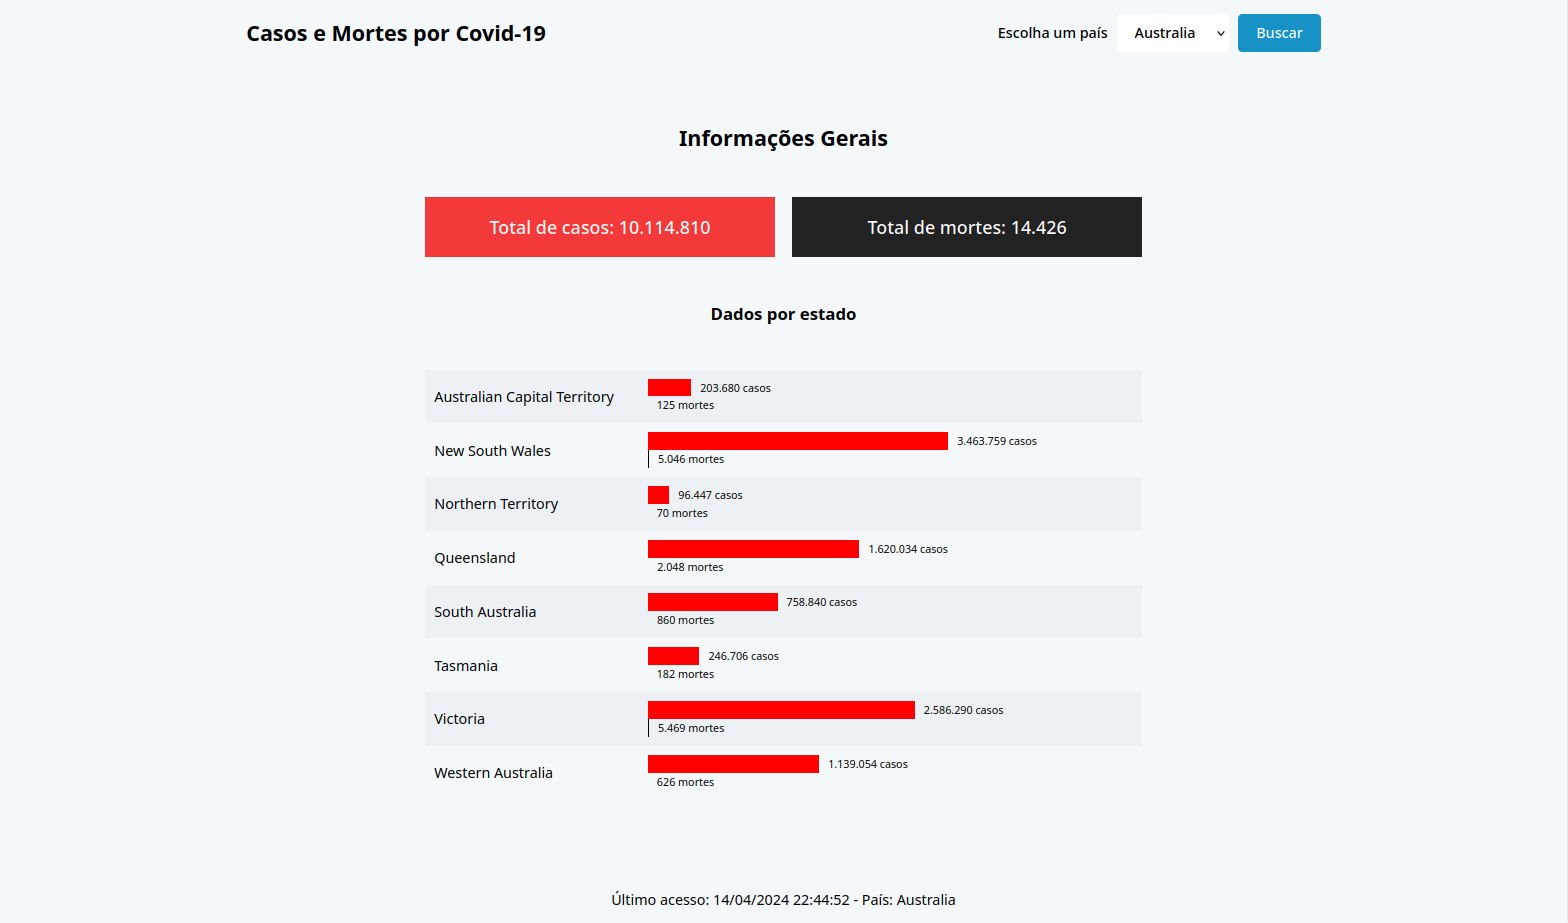 Casos e Mortes por Covid-19
Escolha um país Australia Buscar
Informações Gerais
Total de casos: 10.114.810 Total de mortes: 14.426
Dados por estado
Australian Capital Territory
203.680 casos
125 mortes
New South Wales
3.463.759 casos
5.046 mortes
Northern Territory
96.447 casos
70 mortes
Queensland
1.620.034 casos
2.048 mortes
South Australia
758.840 casos
860 mortes
Tasmania
246.706 casos
182 mortes
Victoria
2.586.290 casos
5.469 mortes
Western Australia
1.139.054 casos
626 mortes
Último acesso: 14/04/2024 22:44:52 - País: Australia